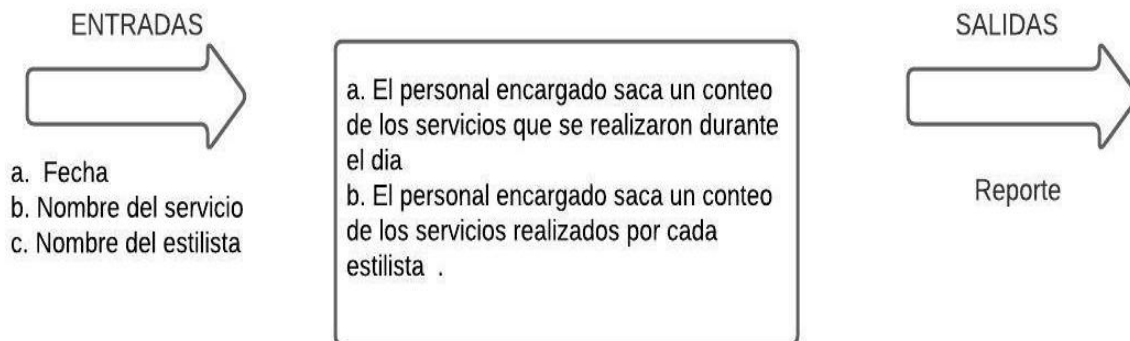 ENTRADAS
a. Fecha
b. Nombre del servicio
c. Nombre del estilista
a. El personal encargado saca un conteo
de los servicios que se realizaron durante
el dia
b. El personal encargado saca un conteo
de los servicios realizados por cada
estilista .
SALIDAS
Reporte